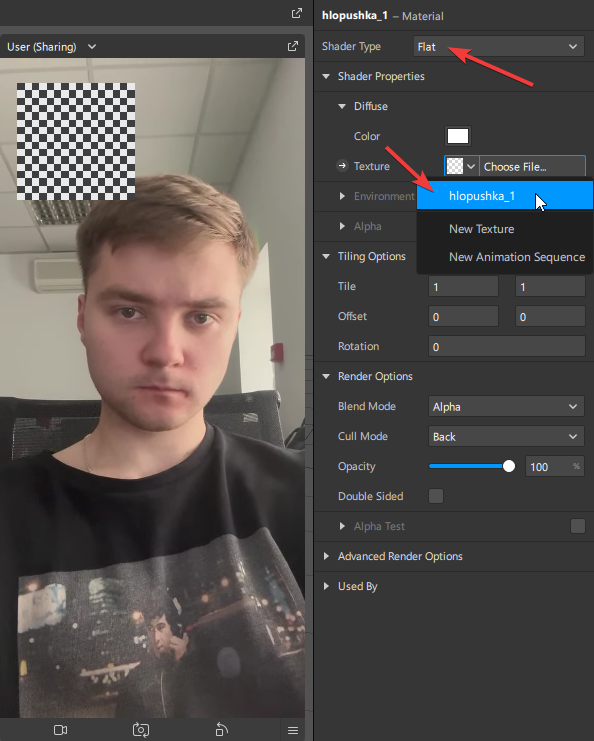 hlopushka_1 – Material
User (Sharing)
Shader Type Flat
Shader Properties
Diffuse
Color
Texture Choose File...
Environment
hlopushka_1
New Texture
Alpha
New Animation Sequence
Tiling Options
Tile 1 1
Offset 0 0
Rotation 0
Render Options
Blend Mode Alpha
Cull Mode Back
Opacity 100 %
Double Sided
Alpha Test
Advanced Render Options
Used By